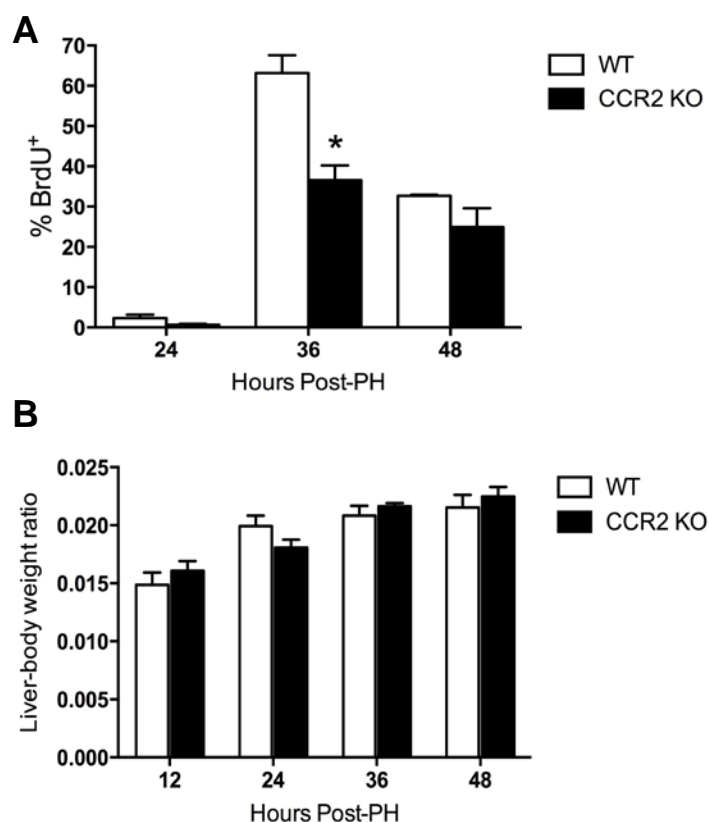 A
70
60
50
40
30
20
10
0
% BrdU⁺
*
24 36 48
Hours Post-PH
WT
CCR2 KO
B
0.025
0.020
0.015
0.010
0.005
0.000
Liver-body weight ratio
12 24 36 48
Hours Post-PH
WT
CCR2 KO